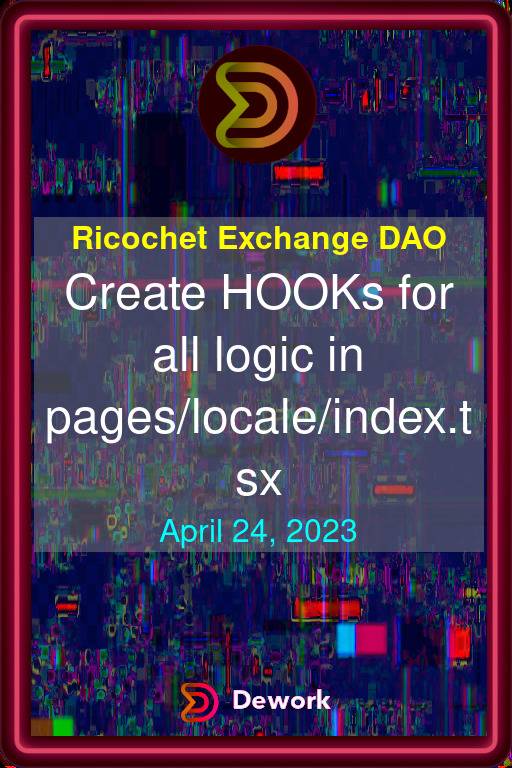 Ricochet Exchange DAO
Create HOOKs for
all logic in
pages/locale/index.t
sx
April 24, 2023
Dework